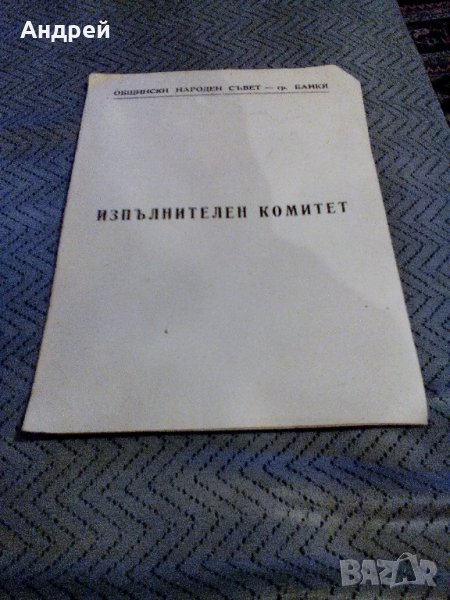 Андрей
ОБЩИНСКИ НАРОДЕН СЪВЕТ — гр. БАНКЯ
ИЗПЪЛНИТЕЛЕН КОМИТЕТ
BAZAR